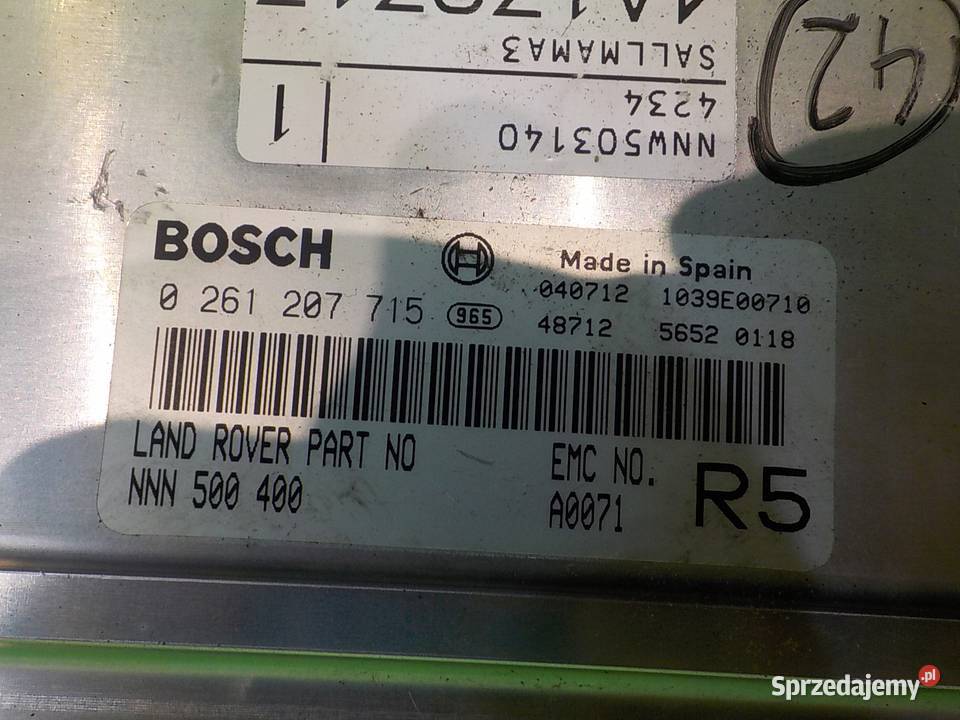 SALLMAMA3
4234
NNW503140
1
42
BOSCH
Made in Spain
0 261 207 715 965
040712 1039E00710
48712 5652 0118
LAND ROVER PART NO
NNN 500 400
EMC NO.
A0071
R5
Sprzedajemy.pl